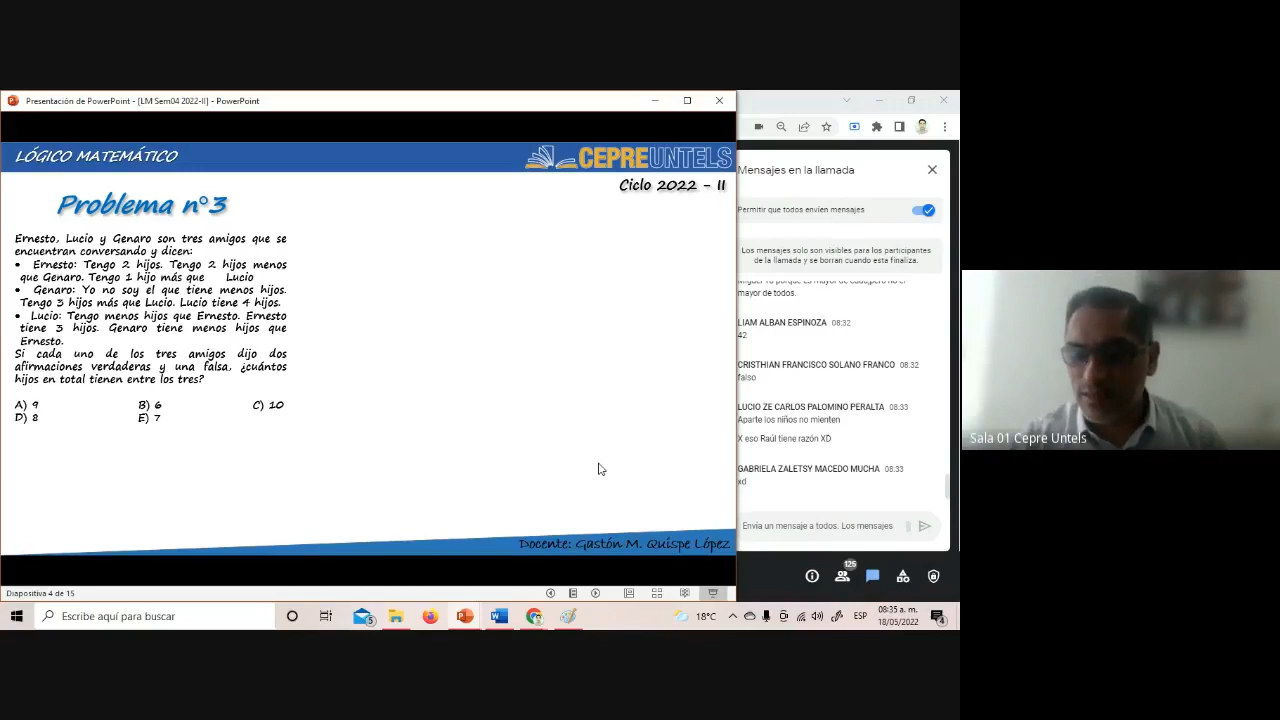 Presentación de PowerPoint - [LM Sem04 2022-II] - PowerPoint
LÓGICO MATEMÁTICO
CEPREUNTELS
Ciclo 2022 - II
Problema n°3
Ernesto, Lucio y Genaro son tres amigos que se
encuentran conversando y dicen:
• Ernesto: Tengo 2 hijos. Tengo 2 hijos menos
que Genaro. Tengo 1 hijo más que Lucio
• Genaro: Yo no soy el que tiene menos hijos.
Tengo 3 hijos más que Lucio. Lucio tiene 4 hijos.
• Lucio: Tengo menos hijos que Ernesto. Ernesto
tiene 3 hijos. Genaro tiene menos hijos que
Ernesto.
Si cada uno de los tres amigos dijo dos
afirmaciones verdaderas y una falsa, ¿cuántos
hijos en total tienen entre los tres?
A) 9 B) 6 C) 10
D) 8 E) 7
Docente: Gastón M. Quispe López
Diapositiva 4 de 15
Mensajes en la llamada
Permitir que todos envíen mensajes
Los mensajes solo son visibles para los participantes
de la llamada y se borran cuando esta finaliza.
mayor de todos.
LIAM ALBAN ESPINOZA 08:32
42
CRISTHIAN FRANCISCO SOLANO FRANCO 08:32
falso
LUCIO ZE CARLOS PALOMINO PERALTA 08:33
Aparte los niños no mienten
X eso Raúl tiene razón XD
GABRIELA ZALETSY MACEDO MUCHA 08:33
xd
Envía un mensaje a todos. Los mensajes
125
Escribe aquí para buscar
5
18°C
ESP
08:35 a. m.
18/05/2022
4
Sala 01 Cepre Untels